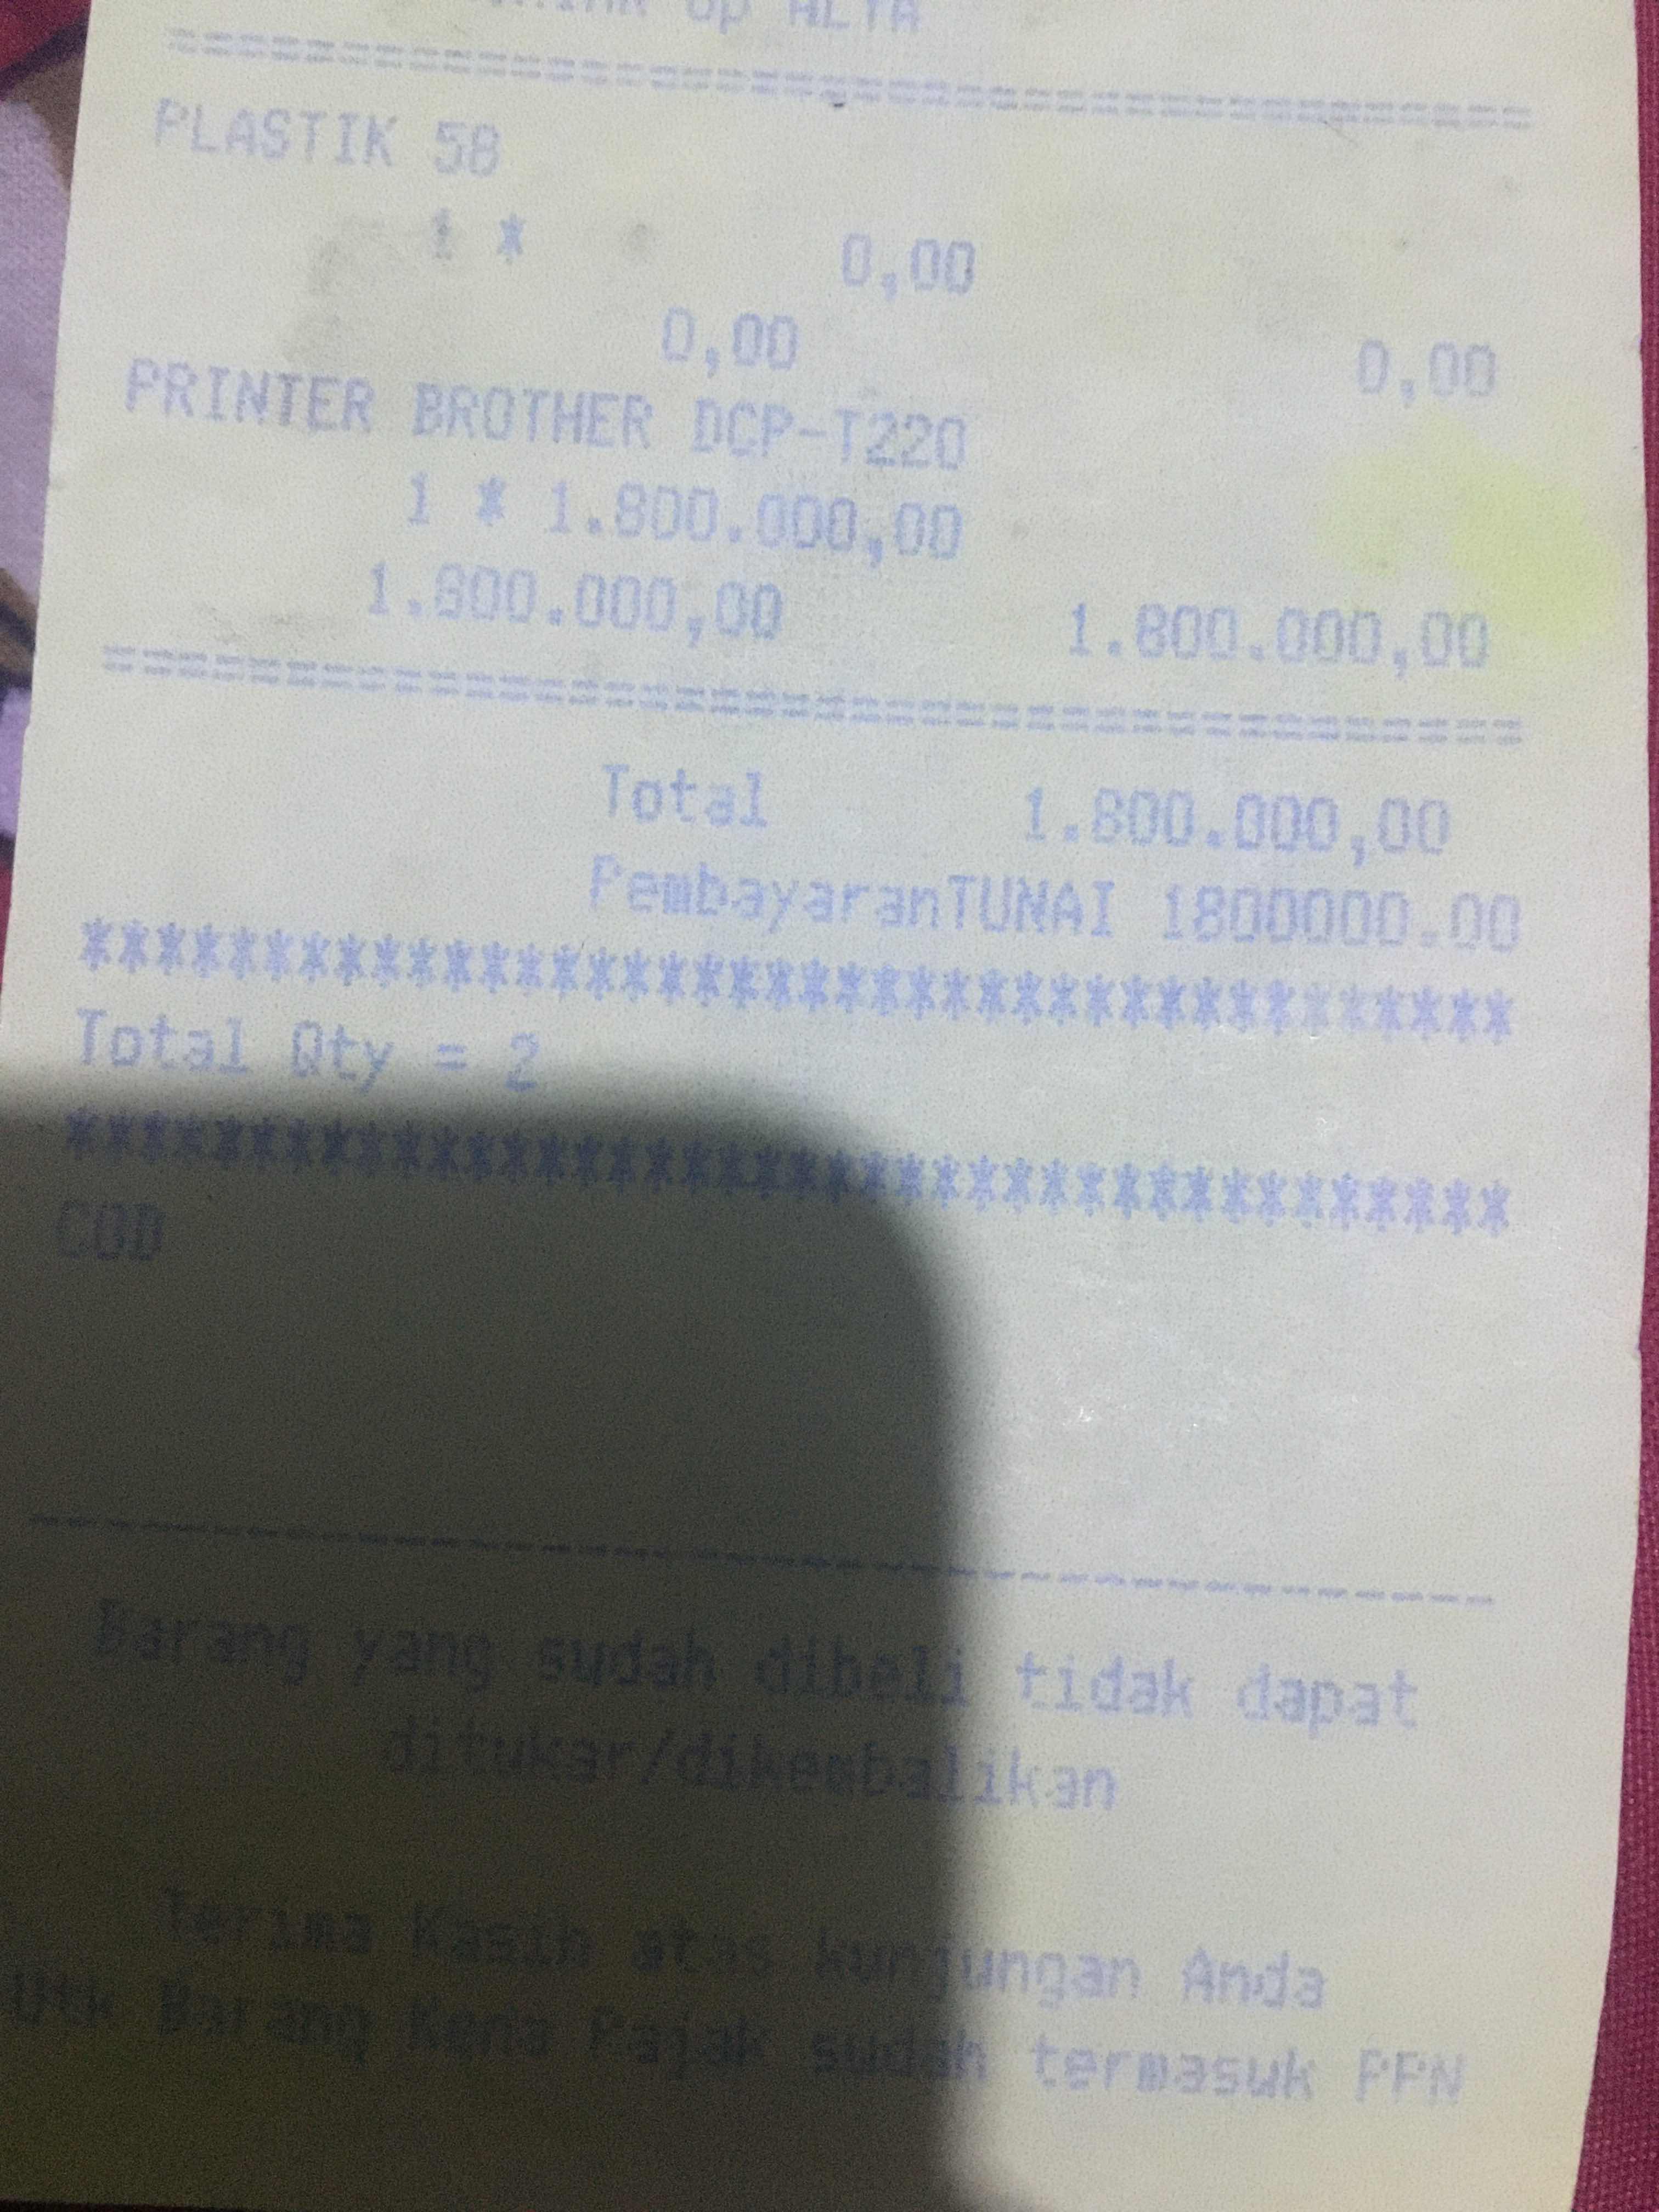 Op ALTA
PLASTIK 58
1 * 0,00
0,00 0,00
PRINTER BROTHER DCP-T220
1 * 1.800.000,00
1.800.000,00 1.800.000,00
Total 1.800.000,00
PembayaranTUNAI 1800000.00
****************************************
Total Qty = 2
****************************************
COD
Barang yang sudah dibeli tidak dapat
ditukar/dikembalikan
Terima Kasih atas kunjungan Anda
Utk Barang Kena Pajak sudah termasuk PPN